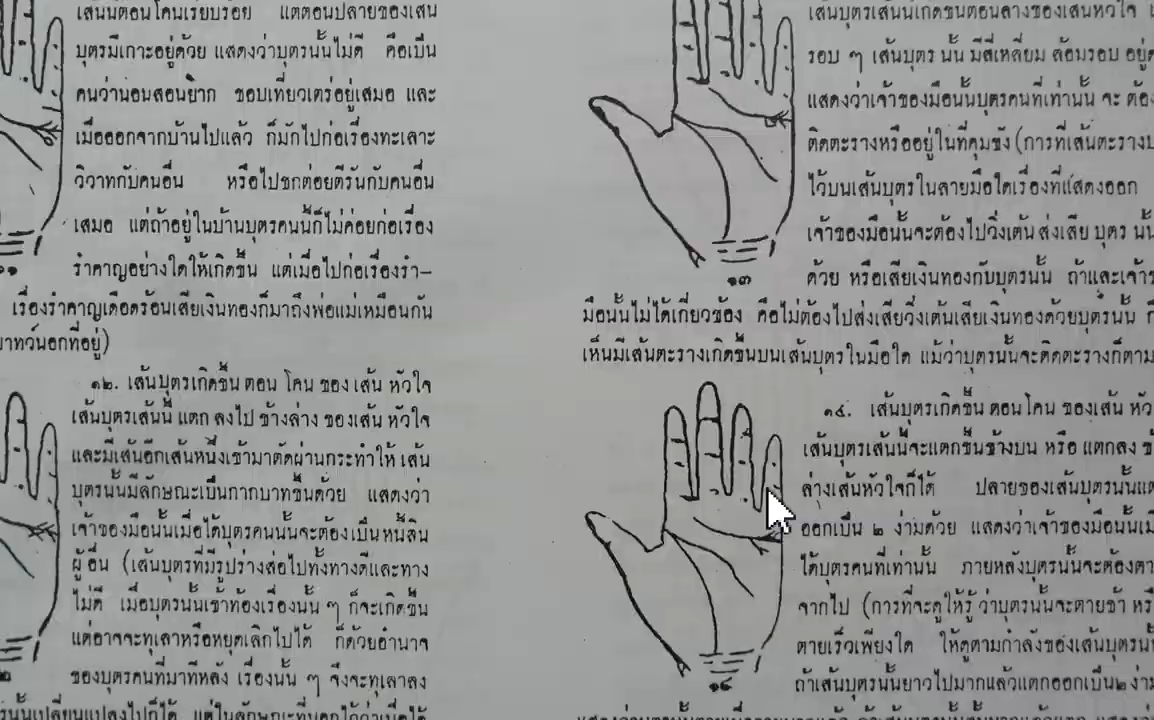 เส้นนี้ตอนโคนเรียบร้อย แต่ตอนปลายของเส้น
บุตรมีเกาะอยู่ด้วย แสดงว่าบุตรนั้นไม่ดี คือเป็น
คนว่านอนสอนยาก ชอบเที่ยวเตร่อยู่เสมอ และ
เมื่อออกจากบ้านไปแล้ว ก็มักไปก่อเรื่องทะเลาะ
วิวาทกับคนอื่น หรือไปชกต่อยตีรันกับคนอื่น
เสมอ แต่ถ้าอยู่ในบ้านบุตรคนนี้ก็ไม่ค่อยก่อเรื่อง
รำคาญอย่างใดให้เกิดขึ้น แต่เมื่อไปก่อเรื่องรำ–
เรื่องรำคาญเดือดร้อนเสียเงินทองก็มาถึงพ่อแม่เหมือนกัน
๑๒. เส้นบุตรเกิดขึ้น ตอน โคน ของ เส้น หัวใจ
เส้นบุตรเส้นนี้ แตก ลงไป ข้างล่าง ของเส้น หัวใจ
และมีเส้นอีกเส้นหนึ่งเข้ามาตัดผ่านกระทำให้ เส้น
บุตรนั้นมีลักษณะเป็นกากบาทขึ้นด้วย แสดงว่า
เจ้าของมือนั้นเมื่อได้บุตรคนนั้นจะต้องเป็นหนี้สิน
ผู้อื่น (เส้นบุตรที่มีรูปร่างส่อไปทั้งทางดีและทาง
ไม่ดี เมื่อบุตรนั้นเข้าท้องเรื่องนั้น ๆ ก็จะเกิดขึ้น
แต่อาจจะทุเลาหรือหยุดเลิกไปได้ ก็ด้วยอำนาจ
ของบุตรคนที่มาทีหลัง เรื่องนั้น ๆ จึงจะทุเลาลง
เส้นบุตรเส้นนี้เกิดขึ้นตอนล่างของเส้นหัวใจ
รอบ ๆ เส้นบุตร นั้น มีสี่เหลี่ยม ล้อมรอบ
แสดงว่าเจ้าของมือนั้นบุตรคนที่เท่านั้น จะ ต้อง
ติดตะรางหรืออยู่ในที่คุมขัง (การที่เส้นตะราง
ไว้บนเส้นบุตรในลายมือใดเรื่องที่แสดงออก
เจ้าของมือนั้นจะต้องไปวิ่งเต้น ส่งเสีย บุตร นั้น
ด้วย หรือเสียเงินทองกับบุตรนั้น ถ้าและเจ้า
๑๓
มือนั้นไม่ได้เกี่ยวข้อง คือไม่ต้องไปส่งเสียวิ่งเต้นเสียเงินทองด้วยบุตรนั้น
เห็นมีเส้นตะรางเกิดขึ้นบนเส้นบุตรในมือใด แม้ว่าบุตรนั้นจะติดตะรางก็ตาม
๑๔. เส้นบุตรเกิดขึ้น ตอนโคน ของเส้น หัว
เส้นบุตรเส้นนี้จะแตกขึ้นข้างบน หรือ แตกลง
ล่างเส้นหัวใจก็ได้ ปลายของเส้นบุตรนั้น
ออกเป็น ๒ ง่ามด้วย แสดงว่าเจ้าของมือนั้น
ได้บุตรคนที่เท่านั้น ภายหลังบุตรนั้นจะต้อง
จากไป (การที่จะดูให้รู้ ว่าบุตรนั้นจะตายช้า
ตายเร็วเพียงใด ให้ดูตามกำลังของเส้นบุตร
๑๔
ถ้าเส้นบุตรนั้นยาวไปมากแล้วแตกออกเป็น๒ง่าม